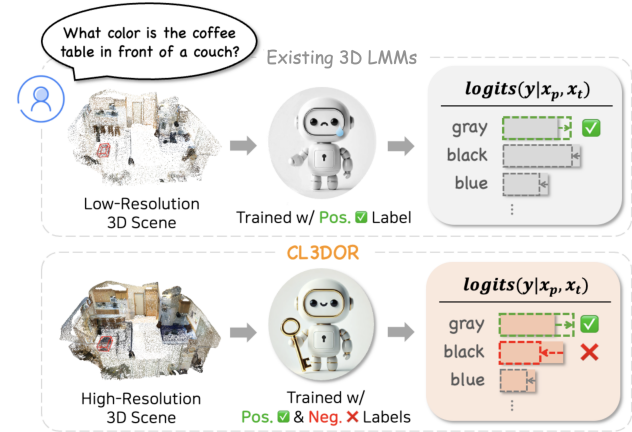 What color is the coffee
table in front of a couch?
Existing 3D LMMs
Low-Resolution
3D Scene
Trained w/ Pos. ✅ Label
logits(y|xₚ, xₜ)
gray ✅
black
blue
⋮
CL3DOR
High-Resolution
3D Scene
Trained w/
Pos. ✅ & Neg. ❌ Labels
logits(y|xₚ, xₜ)
gray ✅
black ❌
blue
⋮